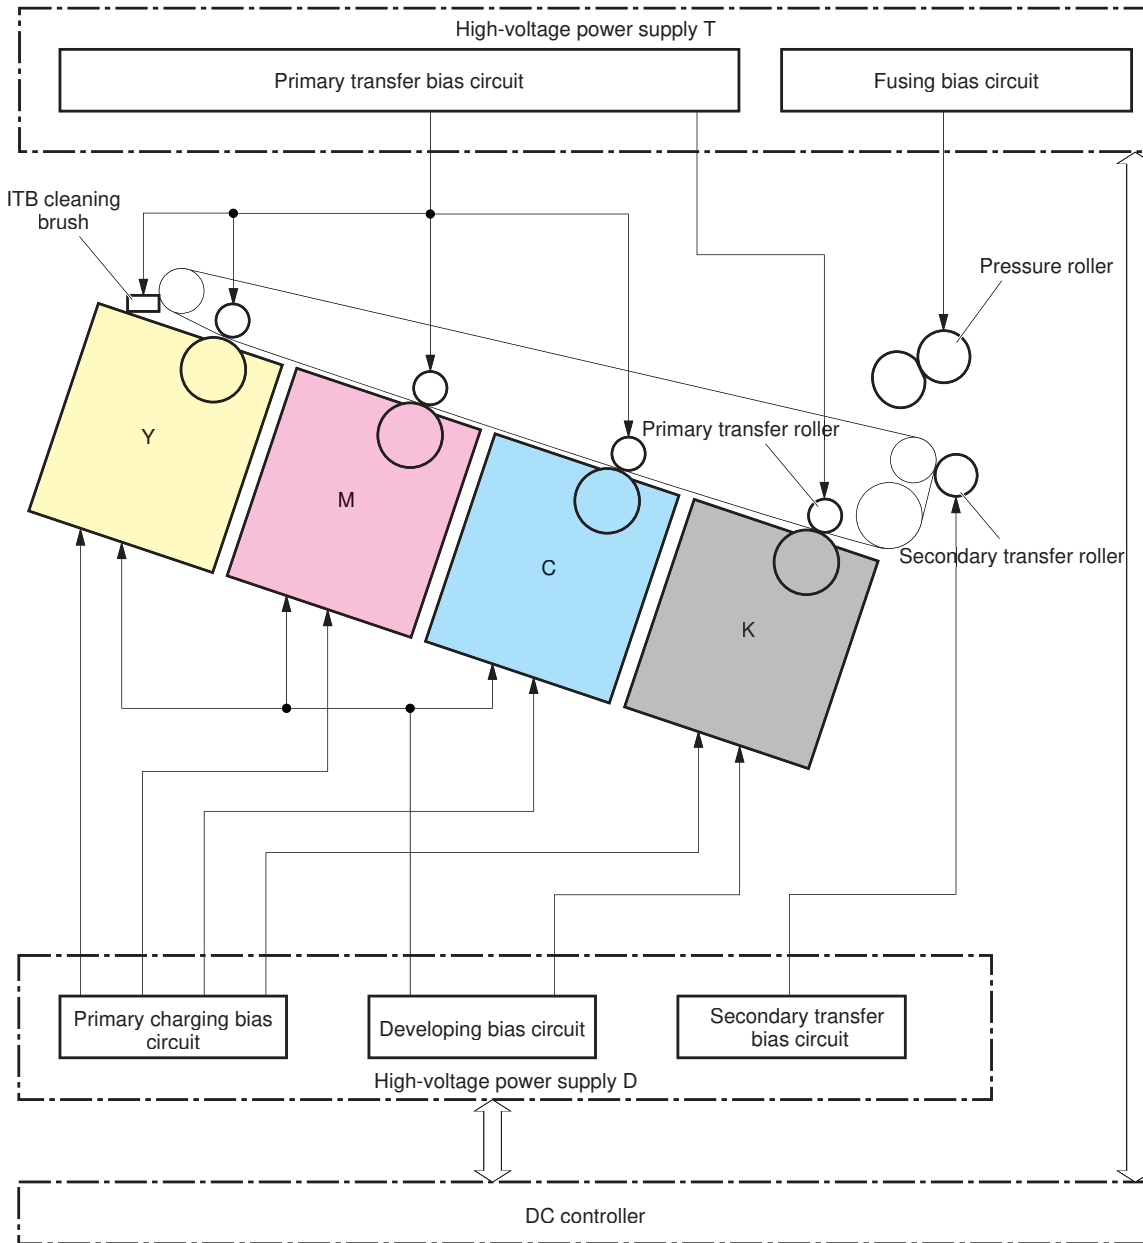 High-voltage power supply T
Primary transfer bias circuit
Fusing bias circuit
ITB cleaning
brush
Pressure roller
Y
Primary transfer roller
M
Secondary transfer roller
C
K
Primary charging bias
circuit
Developing bias circuit
Secondary transfer
bias circuit
High-voltage power supply D
DC controller